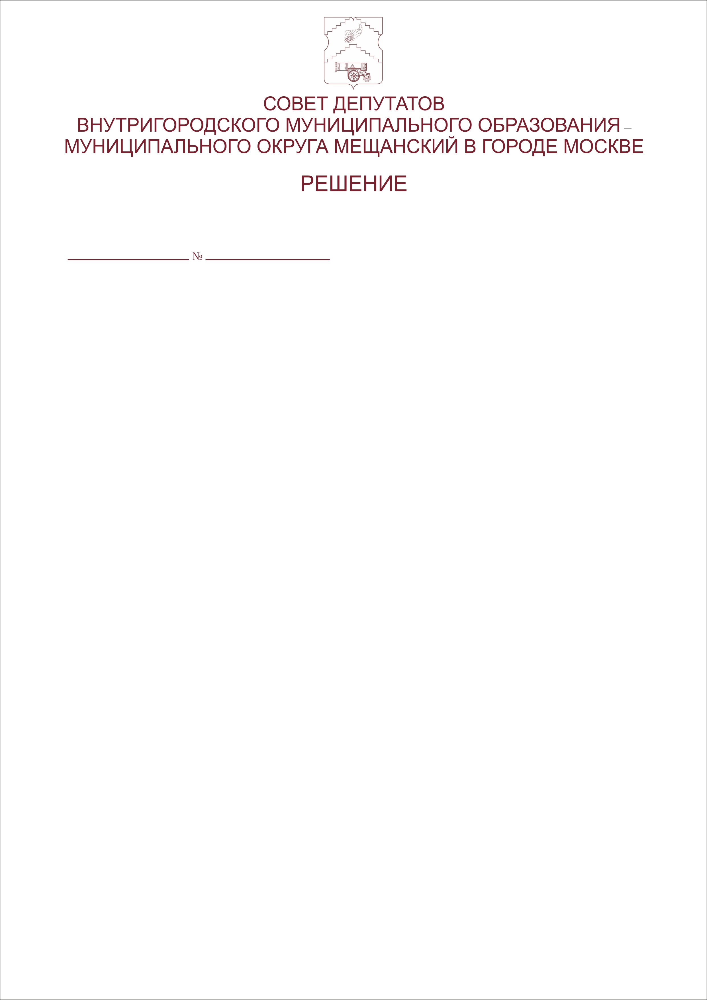 СОВЕТ ДЕПУТАТОВ
ВНУТРИГОРОДСКОГО МУНИЦИПАЛЬНОГО ОБРАЗОВАНИЯ –
МУНИЦИПАЛЬНОГО ОКРУГА МЕЩАНСКИЙ В ГОРОДЕ МОСКВЕ
РЕШЕНИЕ
№